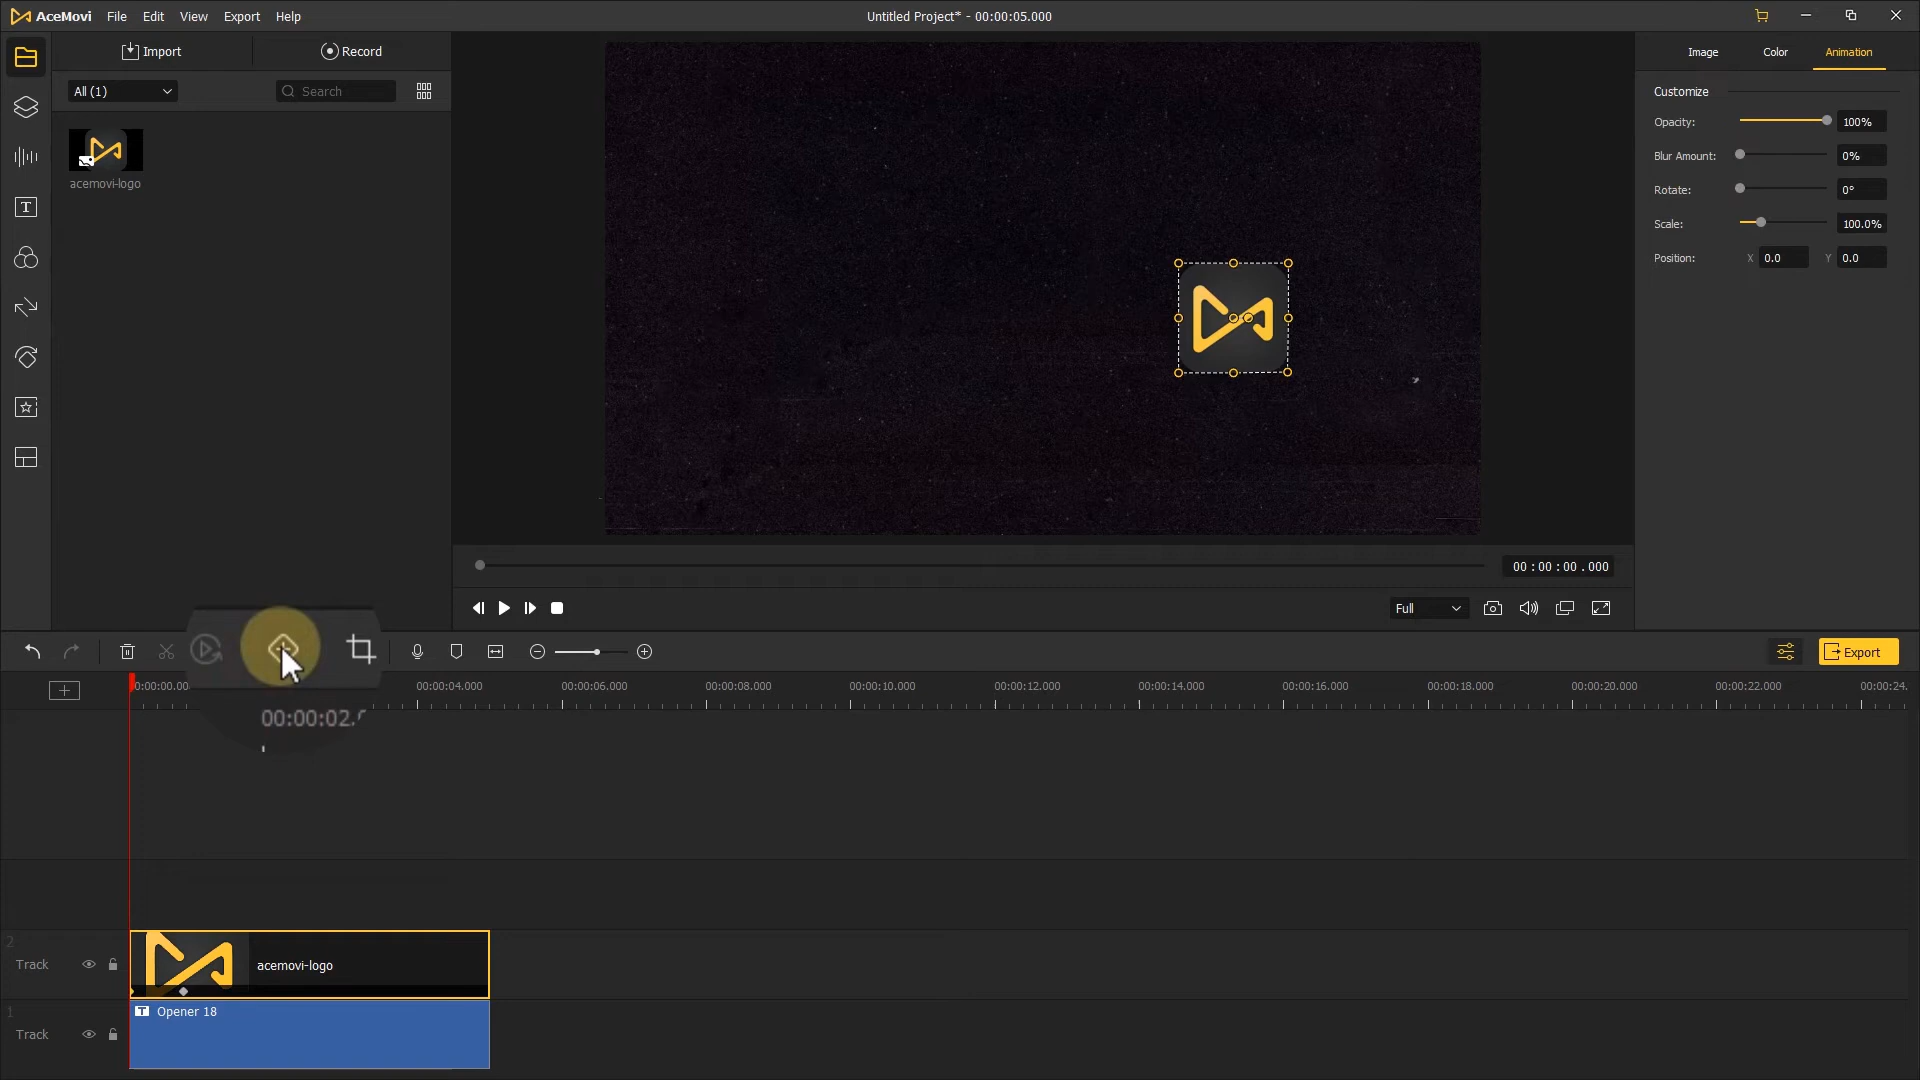 AceMovi File Edit View Export Help
Untitled Project* - 00:00:05.000
Import Record
All (1) Search
acemovi-logo
Image Color Animation
Customize
Opacity: 100%
Blur Amount: 0%
Rotate: 0°
Scale: 100.0%
Position: X 0.0 Y 0.0
00 : 00 : 00 . 000
Full
Export
00:00:04.000 00:00:06.000 00:00:08.000 00:00:10.000 00:00:12.000 00:00:14.000 00:00:16.000 00:00:18.000 00:00:20.000 00:00:22.000
2
Track
acemovi-logo
1
T Opener 18
Track